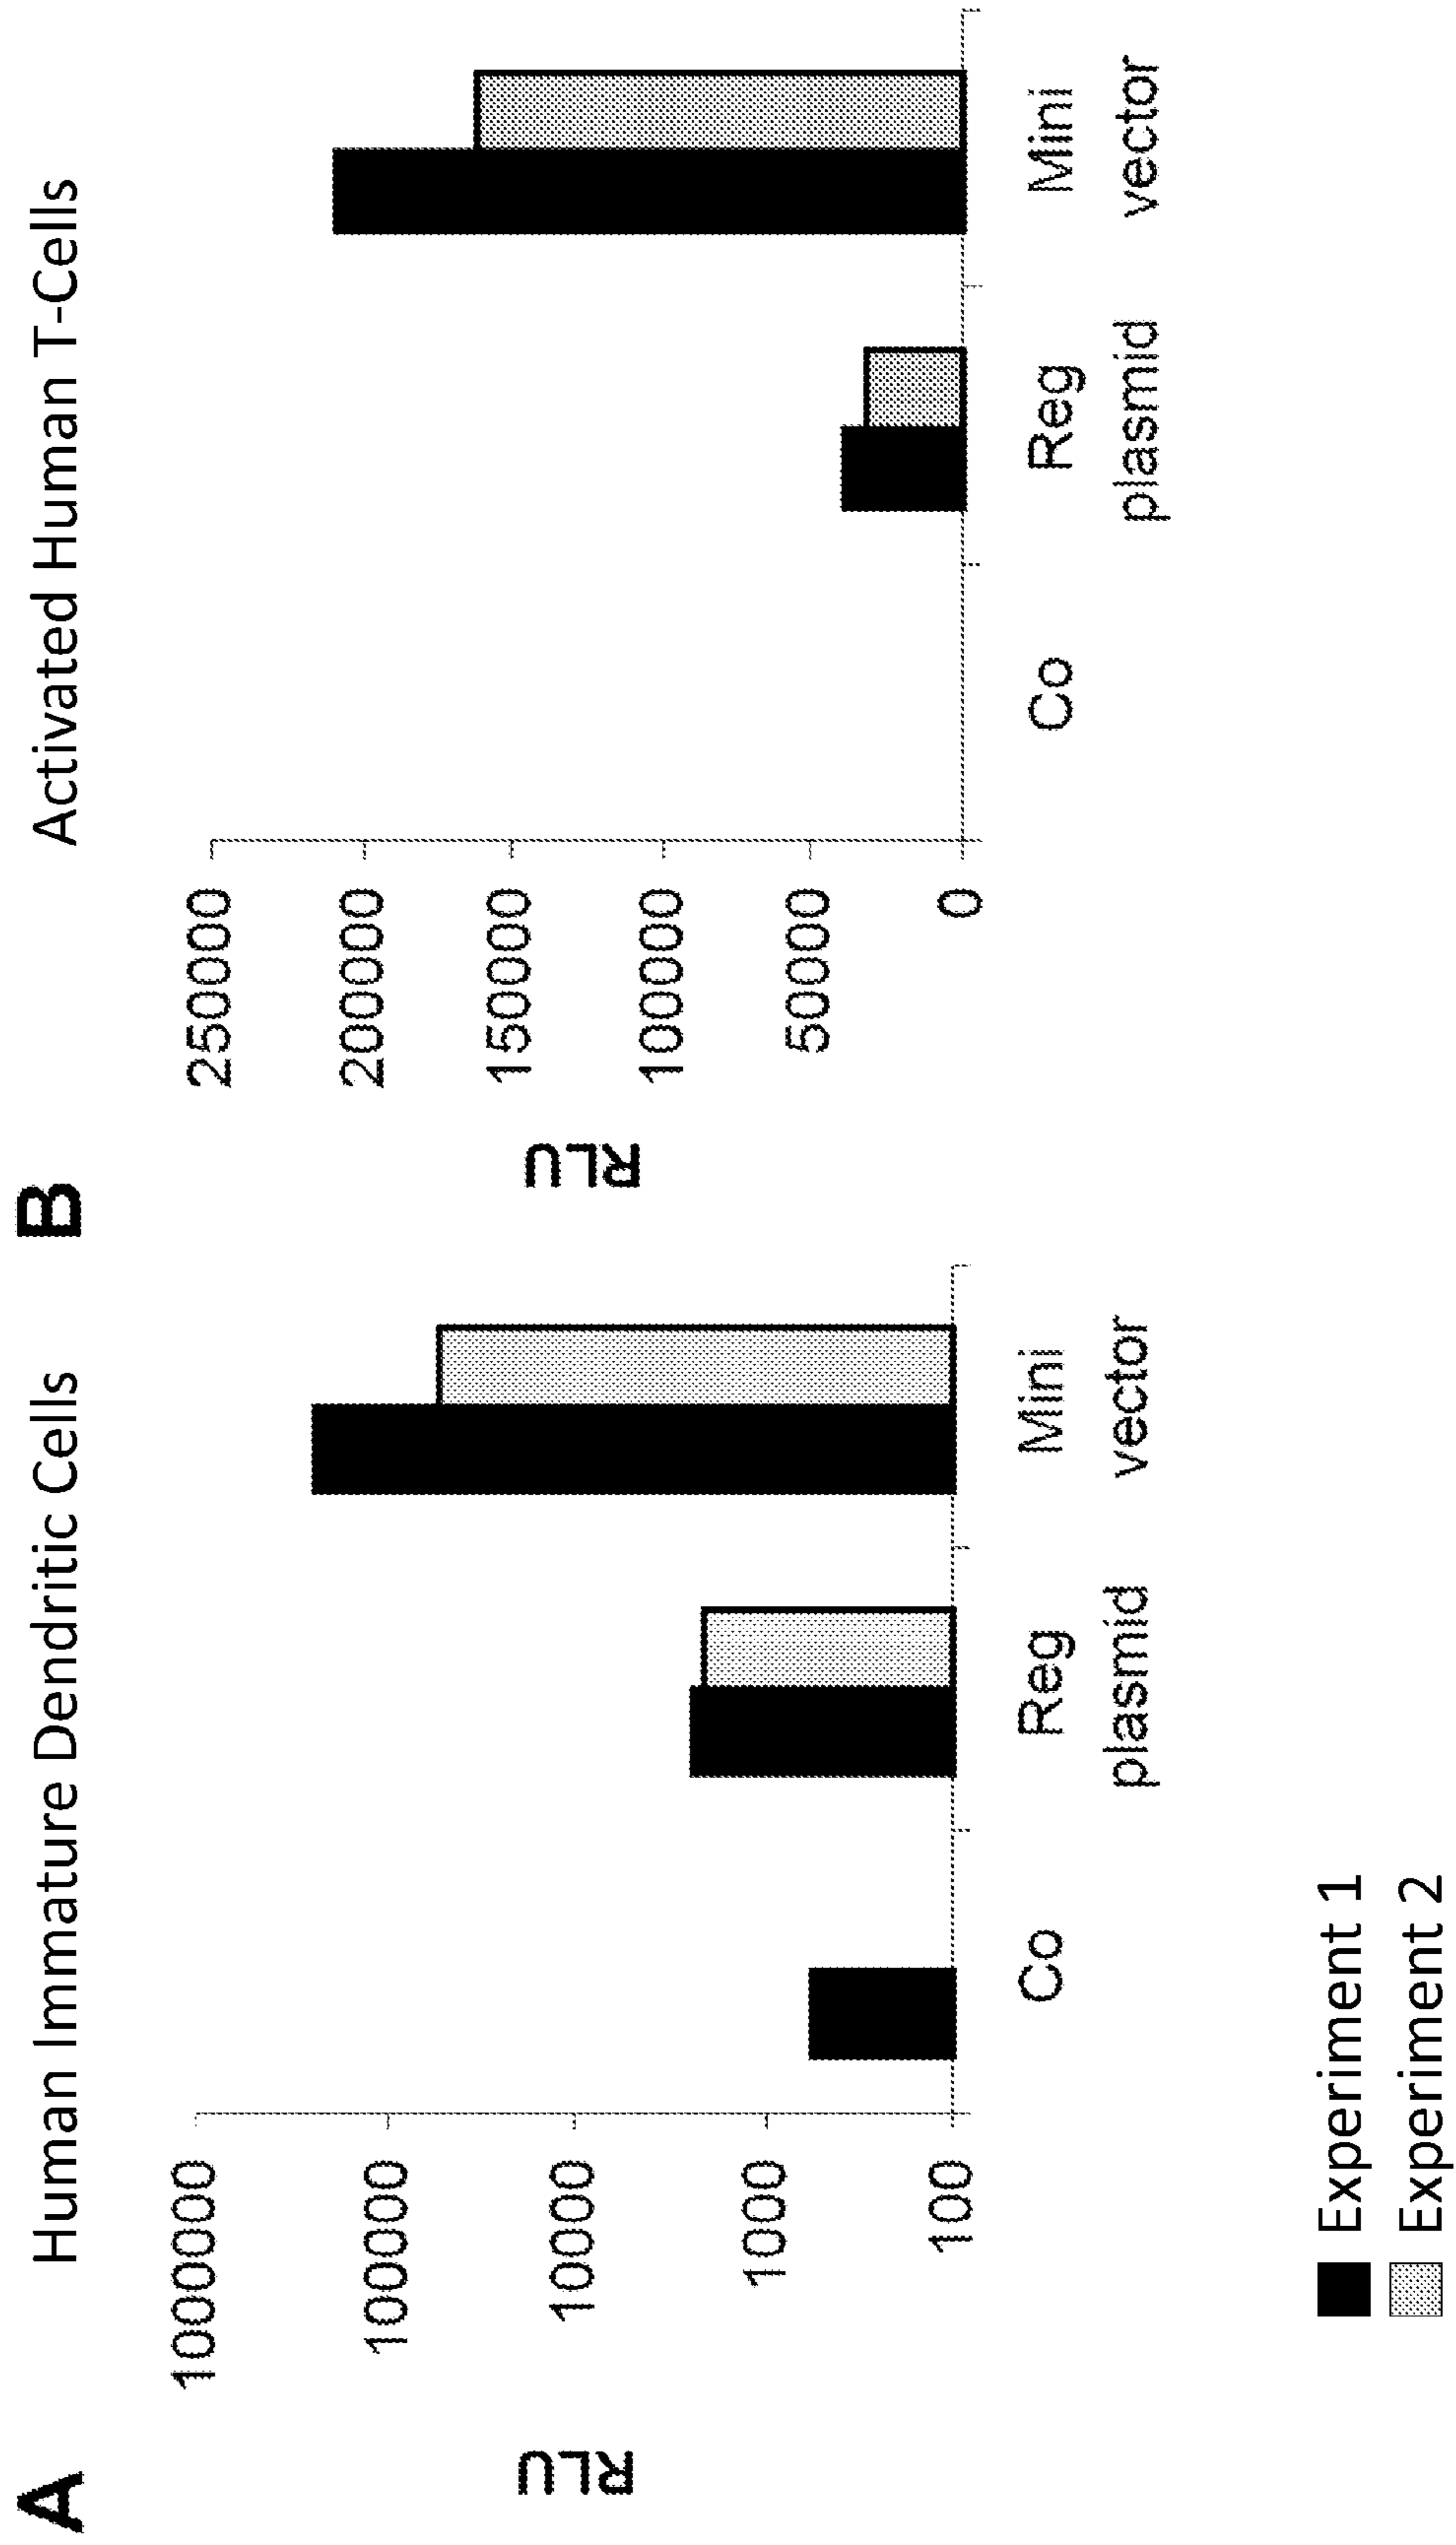 A
Human Immature Dendritic Cells
RLU
1000000
100000
10000
1000
100
Co
Reg
plasmid
Mini
vector
B
Activated Human T-Cells
RLU
250000
200000
150000
100000
50000
0
Co
Reg
plasmid
Mini
vector
Experiment 1
Experiment 2